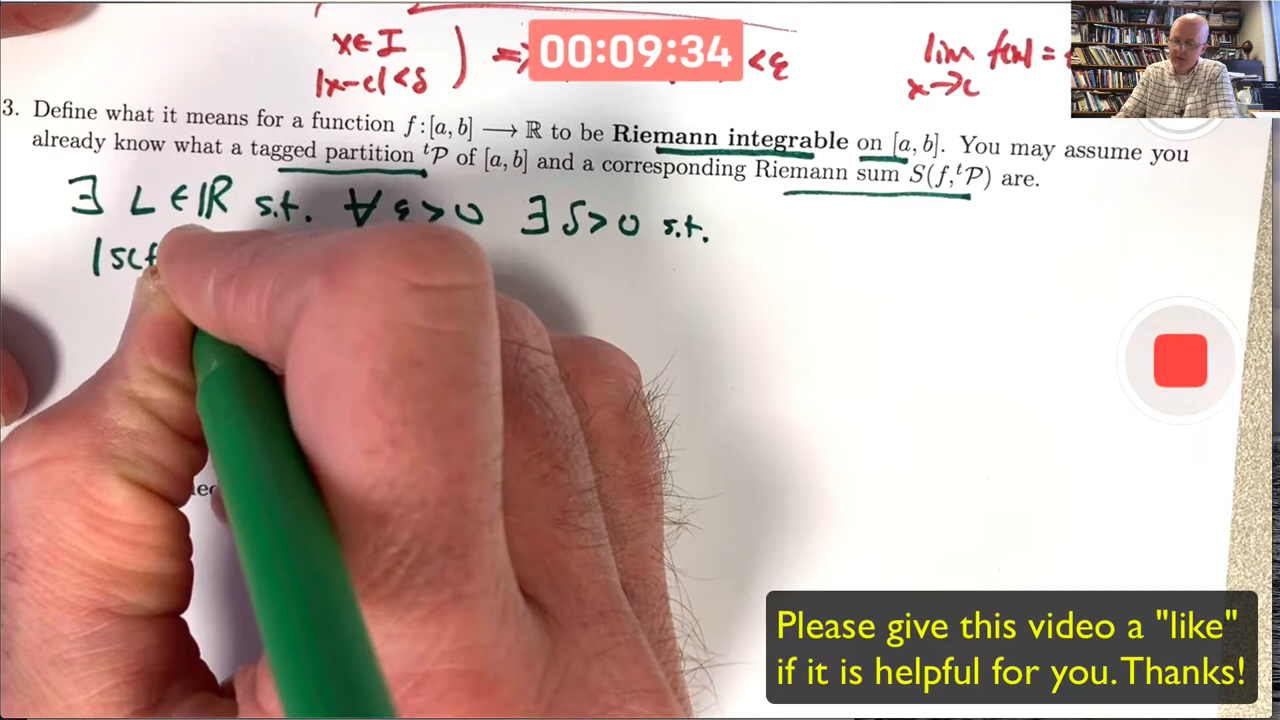 x∈I
|x-c|<δ ) => <ε
00:09:34
lim f(x) =
x→c
3. Define what it means for a function f:[a, b] ⟶ ℝ to be Riemann integrable on [a, b]. You may assume you
already know what a tagged partition ᵗ𝒫 of [a, b] and a corresponding Riemann sum S(f,ᵗ𝒫) are.
∃ L∈ℝ s.t. ∀ε>0 ∃δ>0 s.t.
|S(f
Please give this video a "like"
if it is helpful for you. Thanks!